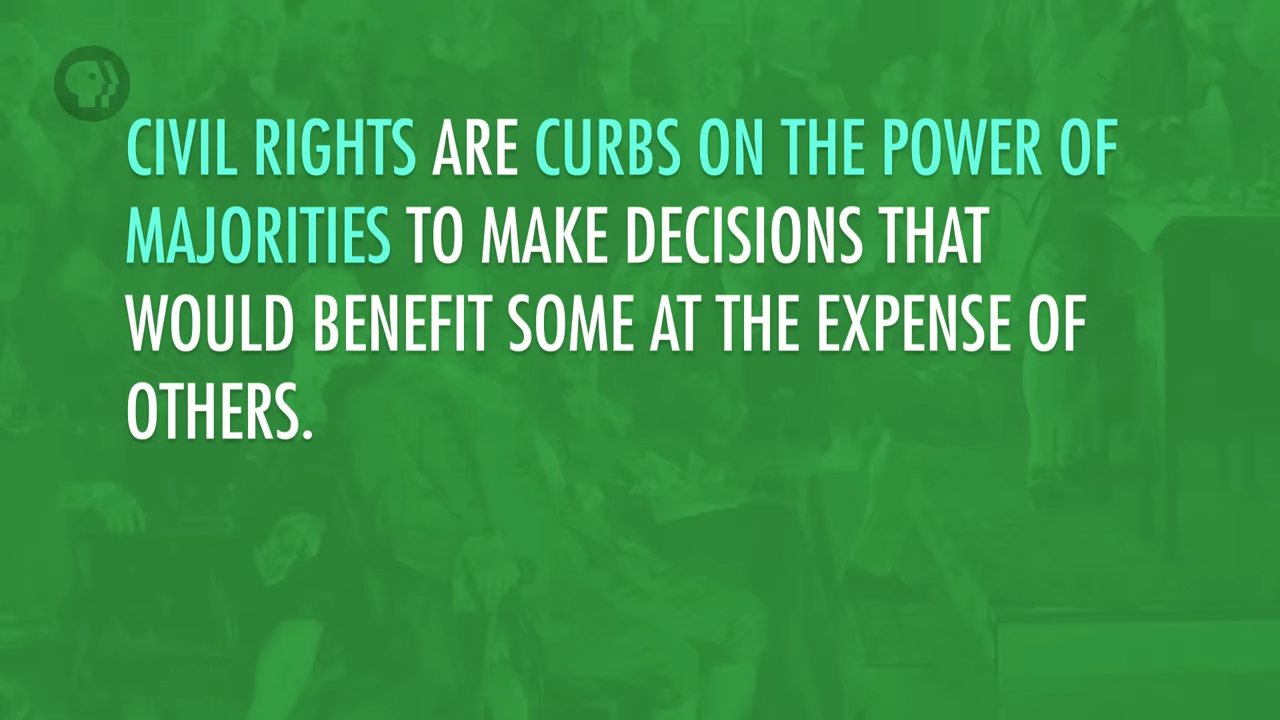 CIVIL RIGHTS ARE CURBS ON THE POWER OF
MAJORITIES TO MAKE DECISIONS THAT
WOULD BENEFIT SOME AT THE EXPENSE OF
OTHERS.